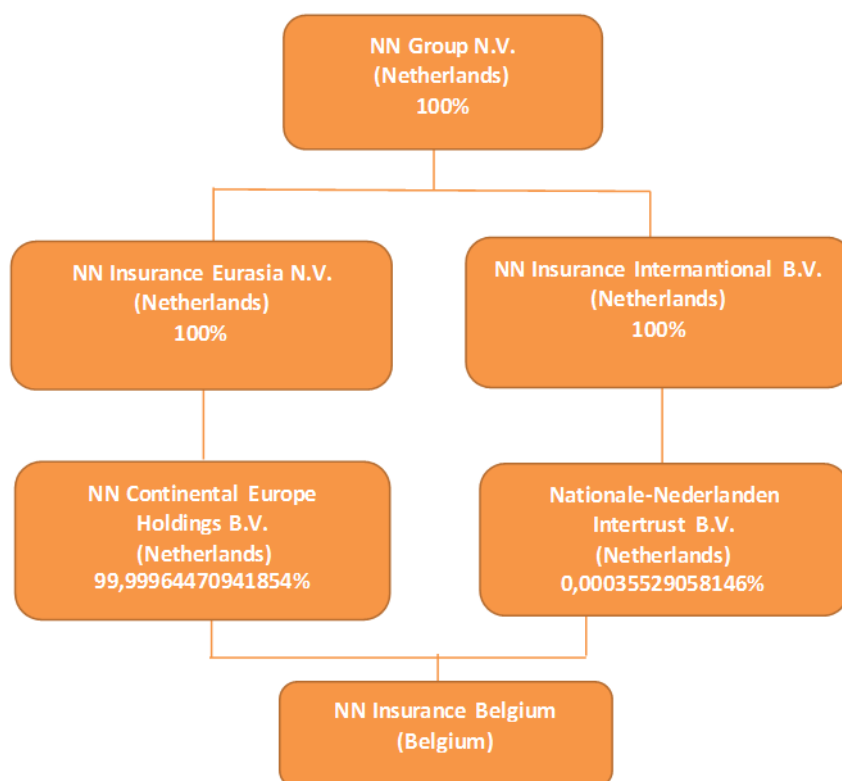 NN Group N.V.
(Netherlands)
100%
NN Insurance Eurasia N.V.
(Netherlands)
100%
NN Insurance Internantional B.V.
(Netherlands)
100%
NN Continental Europe
Holdings B.V.
(Netherlands)
99,99964470941854%
Nationale-Nederlanden
Intertrust B.V.
(Netherlands)
0,00035529058146%
NN Insurance Belgium
(Belgium)